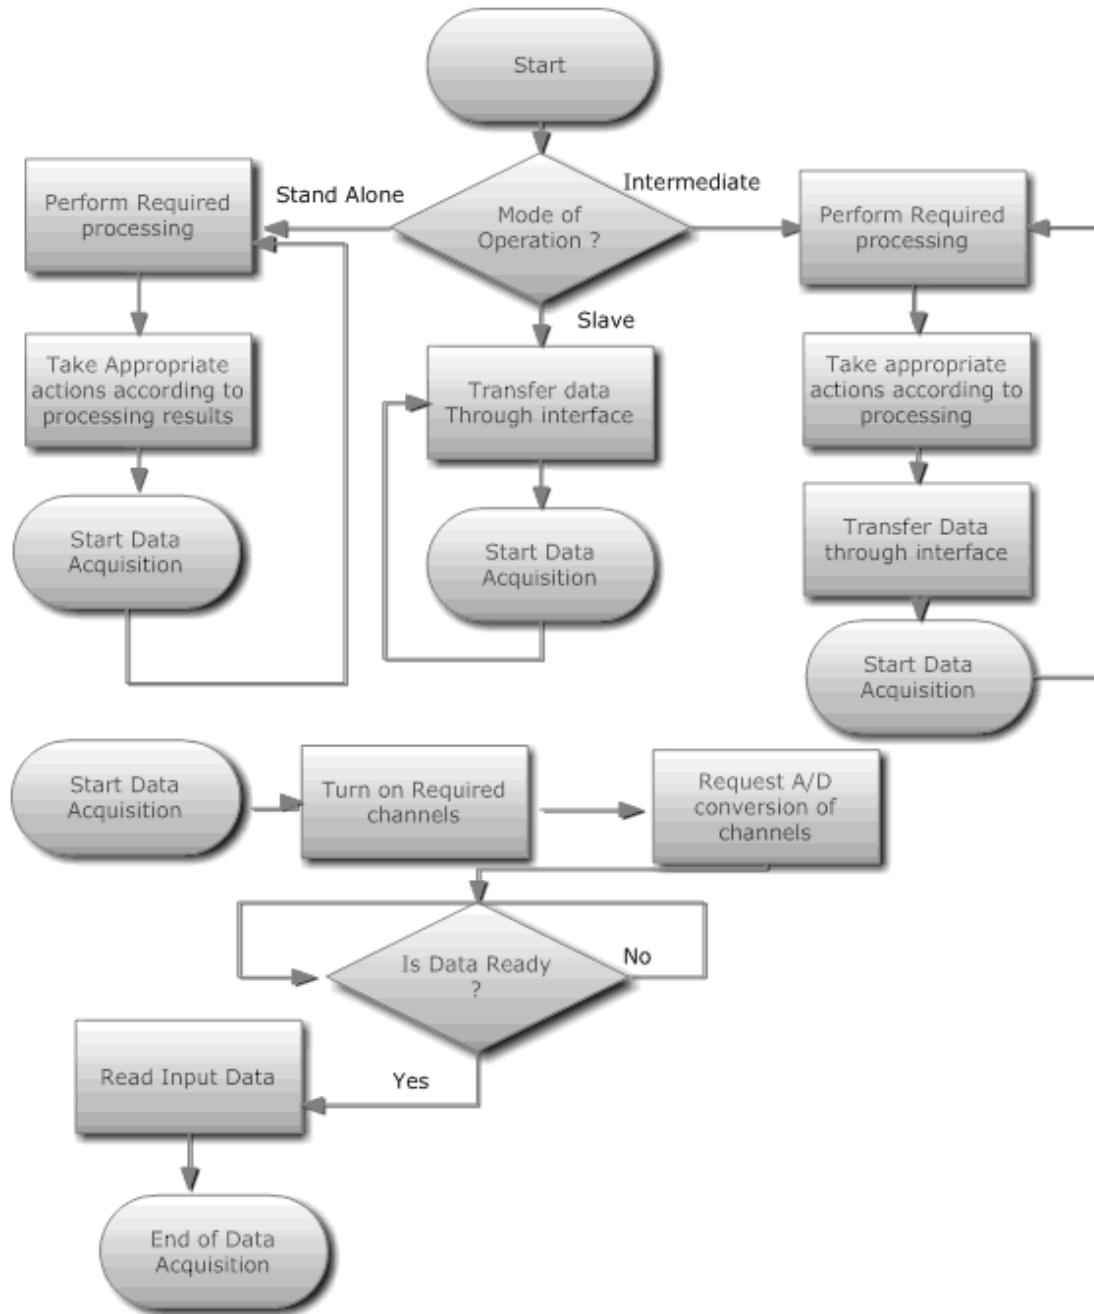 Start
Mode of
Operation ?
Stand Alone
Intermediate
Slave
Perform Required
processing
Take Appropriate
actions according to
processing results
Start Data
Acquisition
Transfer data
Through interface
Start Data
Acquisition
Perform Required
processing
Take appropriate
actions according to
processing
Transfer Data
through interface
Start Data
Acquisition
Start Data
Acquisition
Turn on Required
channels
Request A/D
conversion of
channels
Is Data Ready
?
No
Yes
Read Input Data
End of Data
Acquisition